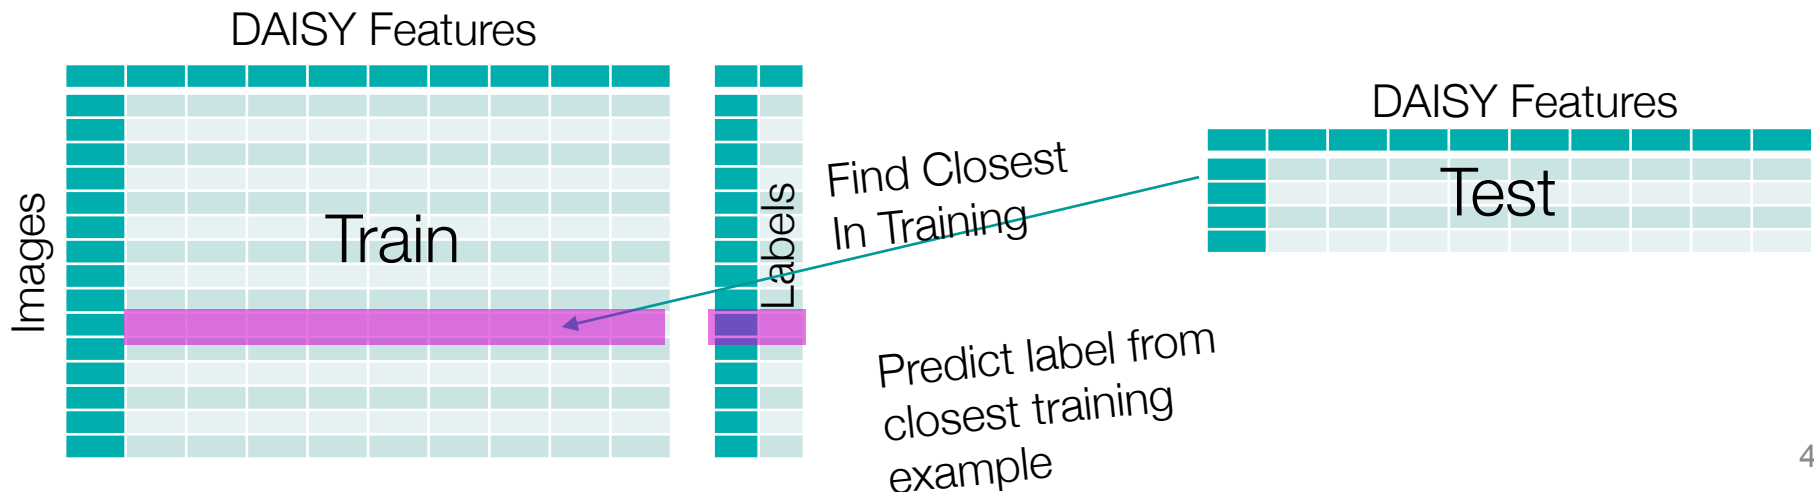 DAISY Features
Images
Train
Labels
Find Closest
In Training
DAISY Features
Test
Predict label from
closest training
example
4